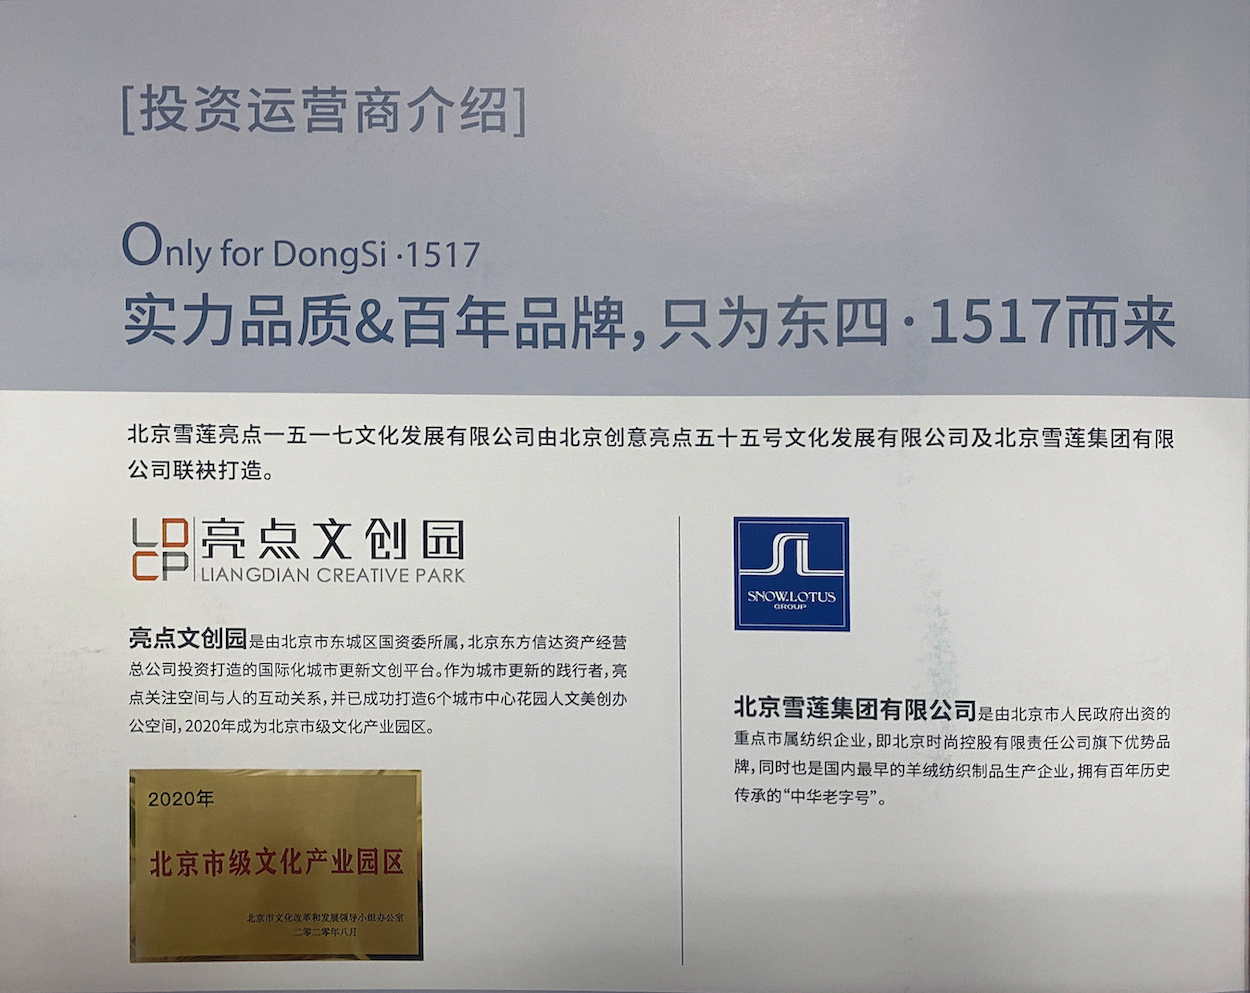 [投资运营商介绍]
Only for DongSi ·1517
实力品质&百年品牌，只为东四·1517而来
北京雪莲亮点一五一七文化发展有限公司由北京创意亮点五十五号文化发展有限公司及北京雪莲集团有限
公司联袂打造。
LD
CP
亮点文创园
LIANGDIAN CREATIVE PARK
亮点文创园是由北京市东城区国资委所属，北京东方信达资产经营
总公司投资打造的国际化城市更新文创平台。作为城市更新的践行者，亮
点关注空间与人的互动关系，并已成功打造6个城市中心花园人文美创办
公空间，2020年成为北京市级文化产业园区。
2020年
北京市级文化产业园区
北京市文化改革和发展领导小组办公室
二零二零年八月
SL
SNOW.LOTUS
GROUP
北京雪莲集团有限公司是由北京市人民政府出资的
重点市属纺织企业，即北京时尚控股有限责任公司旗下优势品
牌，同时也是国内最早的羊绒纺织制品生产企业，拥有百年历史
传承的“中华老字号”。